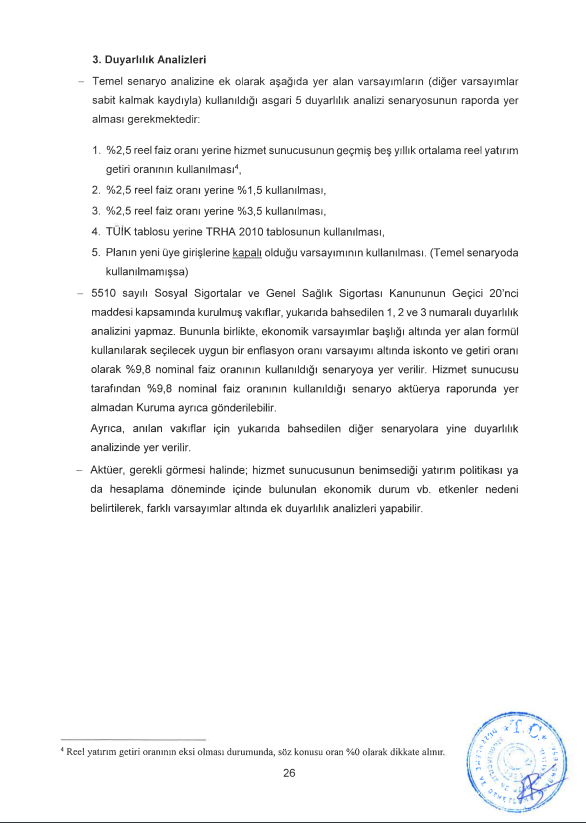 3. Duyarlılık Analizleri
– Temel senaryo analizine ek olarak aşağıda yer alan varsayımların (diğer varsayımlar
sabit kalmak kaydıyla) kullanıldığı asgari 5 duyarlılık analizi senaryosunun raporda yer
alması gerekmektedir:
1. %2,5 reel faiz oranı yerine hizmet sunucusunun geçmiş beş yıllık ortalama reel yatırım
getiri oranının kullanılması⁴,
2. %2,5 reel faiz oranı yerine %1,5 kullanılması,
3. %2,5 reel faiz oranı yerine %3,5 kullanılması,
4. TÜİK tablosu yerine TRHA 2010 tablosunun kullanılması,
5. Planın yeni üye girişlerine kapalı olduğu varsayımının kullanılması. (Temel senaryoda
kullanılmamışsa)
– 5510 sayılı Sosyal Sigortalar ve Genel Sağlık Sigortası Kanununun Geçici 20’nci
maddesi kapsamında kurulmuş vakıflar, yukarıda bahsedilen 1, 2 ve 3 numaralı duyarlılık
analizini yapmaz. Bununla birlikte, ekonomik varsayımlar başlığı altında yer alan formül
kullanılarak seçilecek uygun bir enflasyon oranı varsayımı altında iskonto ve getiri oranı
olarak %9,8 nominal faiz oranının kullanıldığı senaryoya yer verilir. Hizmet sunucusu
tarafından %9,8 nominal faiz oranının kullanıldığı senaryo aktüerya raporunda yer
almadan Kuruma ayrıca gönderilebilir.
Ayrıca, anılan vakıflar için yukarıda bahsedilen diğer senaryolara yine duyarlılık
analizinde yer verilir.
– Aktüer, gerekli görmesi halinde; hizmet sunucusunun benimsediği yatırım politikası ya
da hesaplama döneminde içinde bulunulan ekonomik durum vb. etkenler nedeni
belirtilerek, farklı varsayımlar altında ek duyarlılık analizleri yapabilir.
⁴ Reel yatırım getiri oranının eksi olması durumunda, söz konusu oran %0 olarak dikkate alınır.
26
T.C.